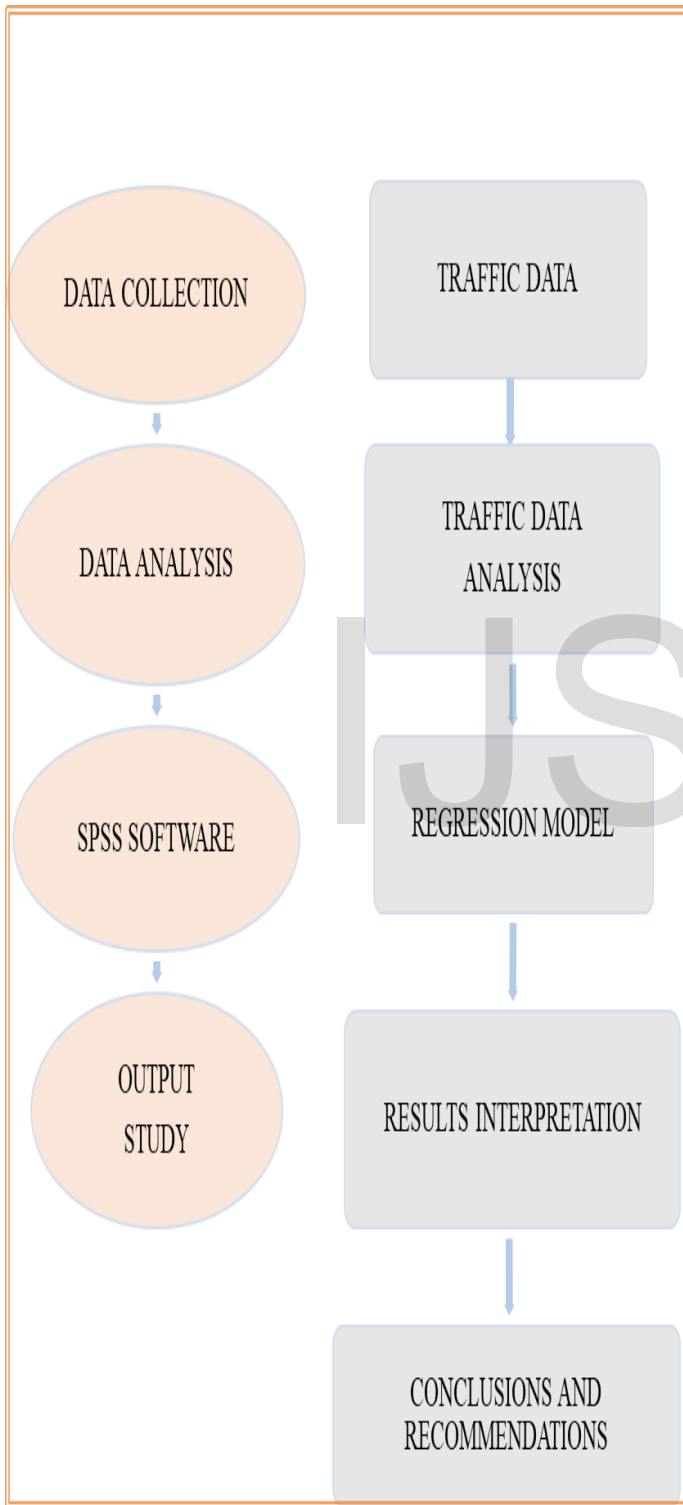 DATA COLLECTION
TRAFFIC DATA
DATA ANALYSIS
TRAFFIC DATA
ANALYSIS
SPSS SOFTWARE
REGRESSION MODEL
OUTPUT
STUDY
RESULTS INTERPRETATION
CONCLUSIONS AND
RECOMMENDATIONS
IJS